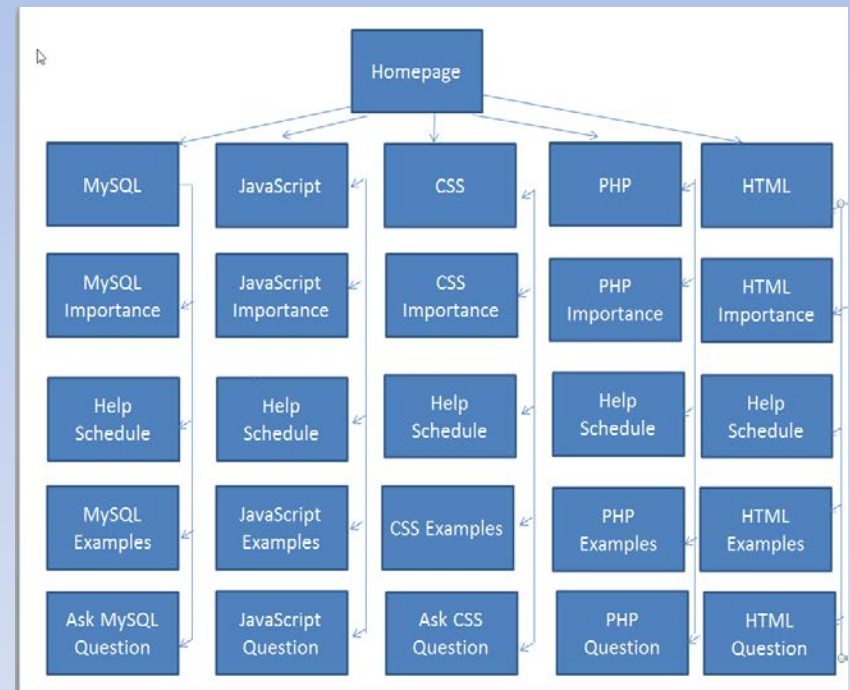 Homepage
MySQL
JavaScript
CSS
PHP
HTML
MySQL
Importance
JavaScript
Importance
CSS
Importance
PHP
Importance
HTML
Importance
Help
Schedule
Help
Schedule
Help
Schedule
Help
Schedule
Help
Schedule
MySQL
Examples
JavaScript
Examples
CSS Examples
PHP
Examples
HTML
Examples
Ask MySQL
Question
JavaScript
Question
Ask CSS
Question
PHP
Question
HTML
Question